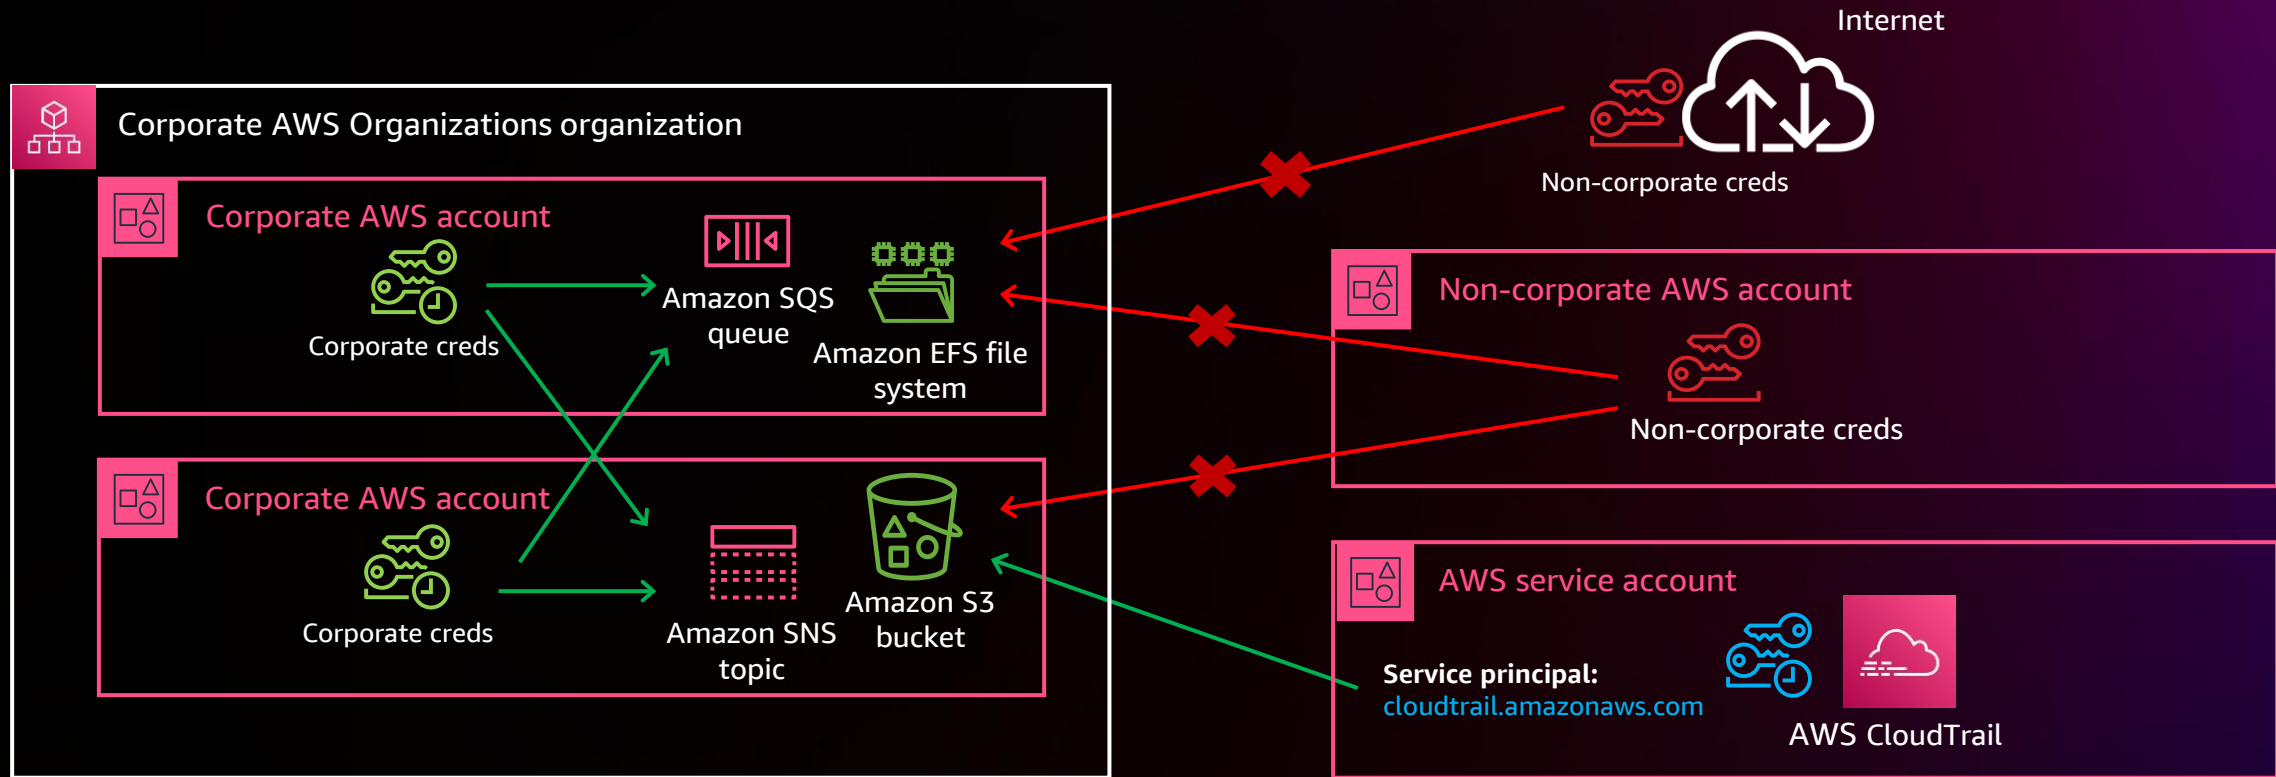 Internet
Non-corporate creds
Corporate AWS Organizations organization
Corporate AWS account
Corporate creds
Amazon SQS
queue
Amazon EFS file
system
Non-corporate AWS account
Non-corporate creds
Corporate AWS account
Corporate creds
Amazon SNS
topic
Amazon S3
bucket
AWS service account
Service principal:
cloudtrail.amazonaws.com
AWS CloudTrail